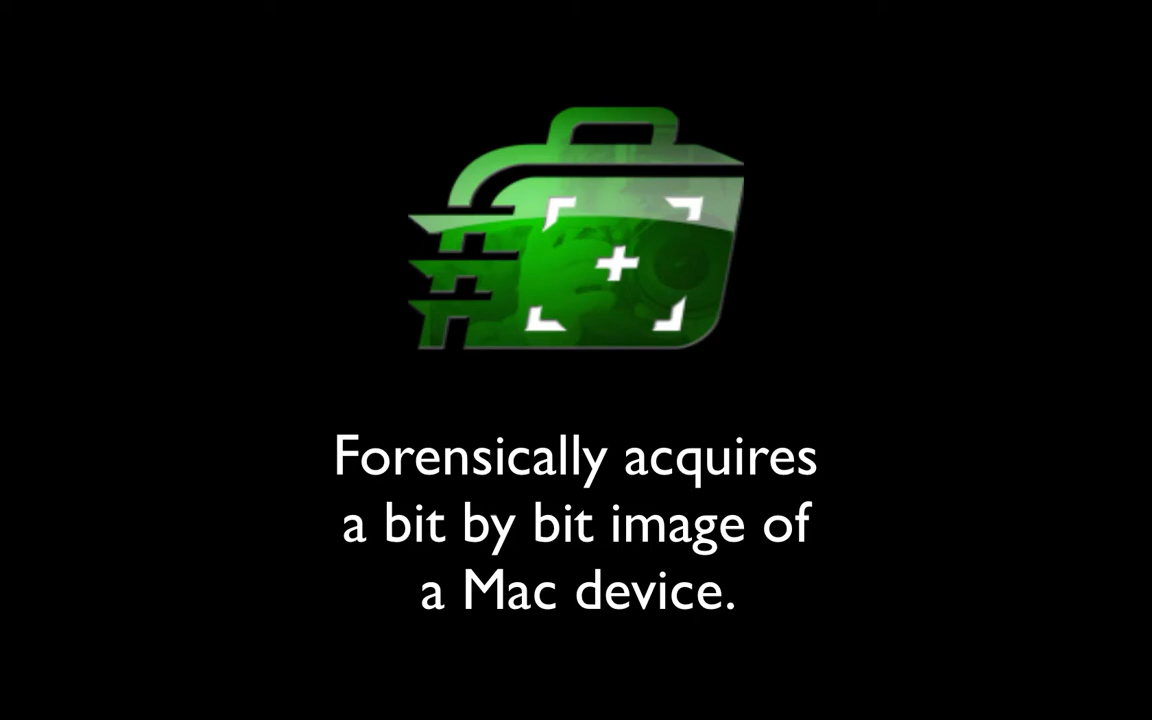 Forensically acquires
a bit by bit image of
a Mac device.